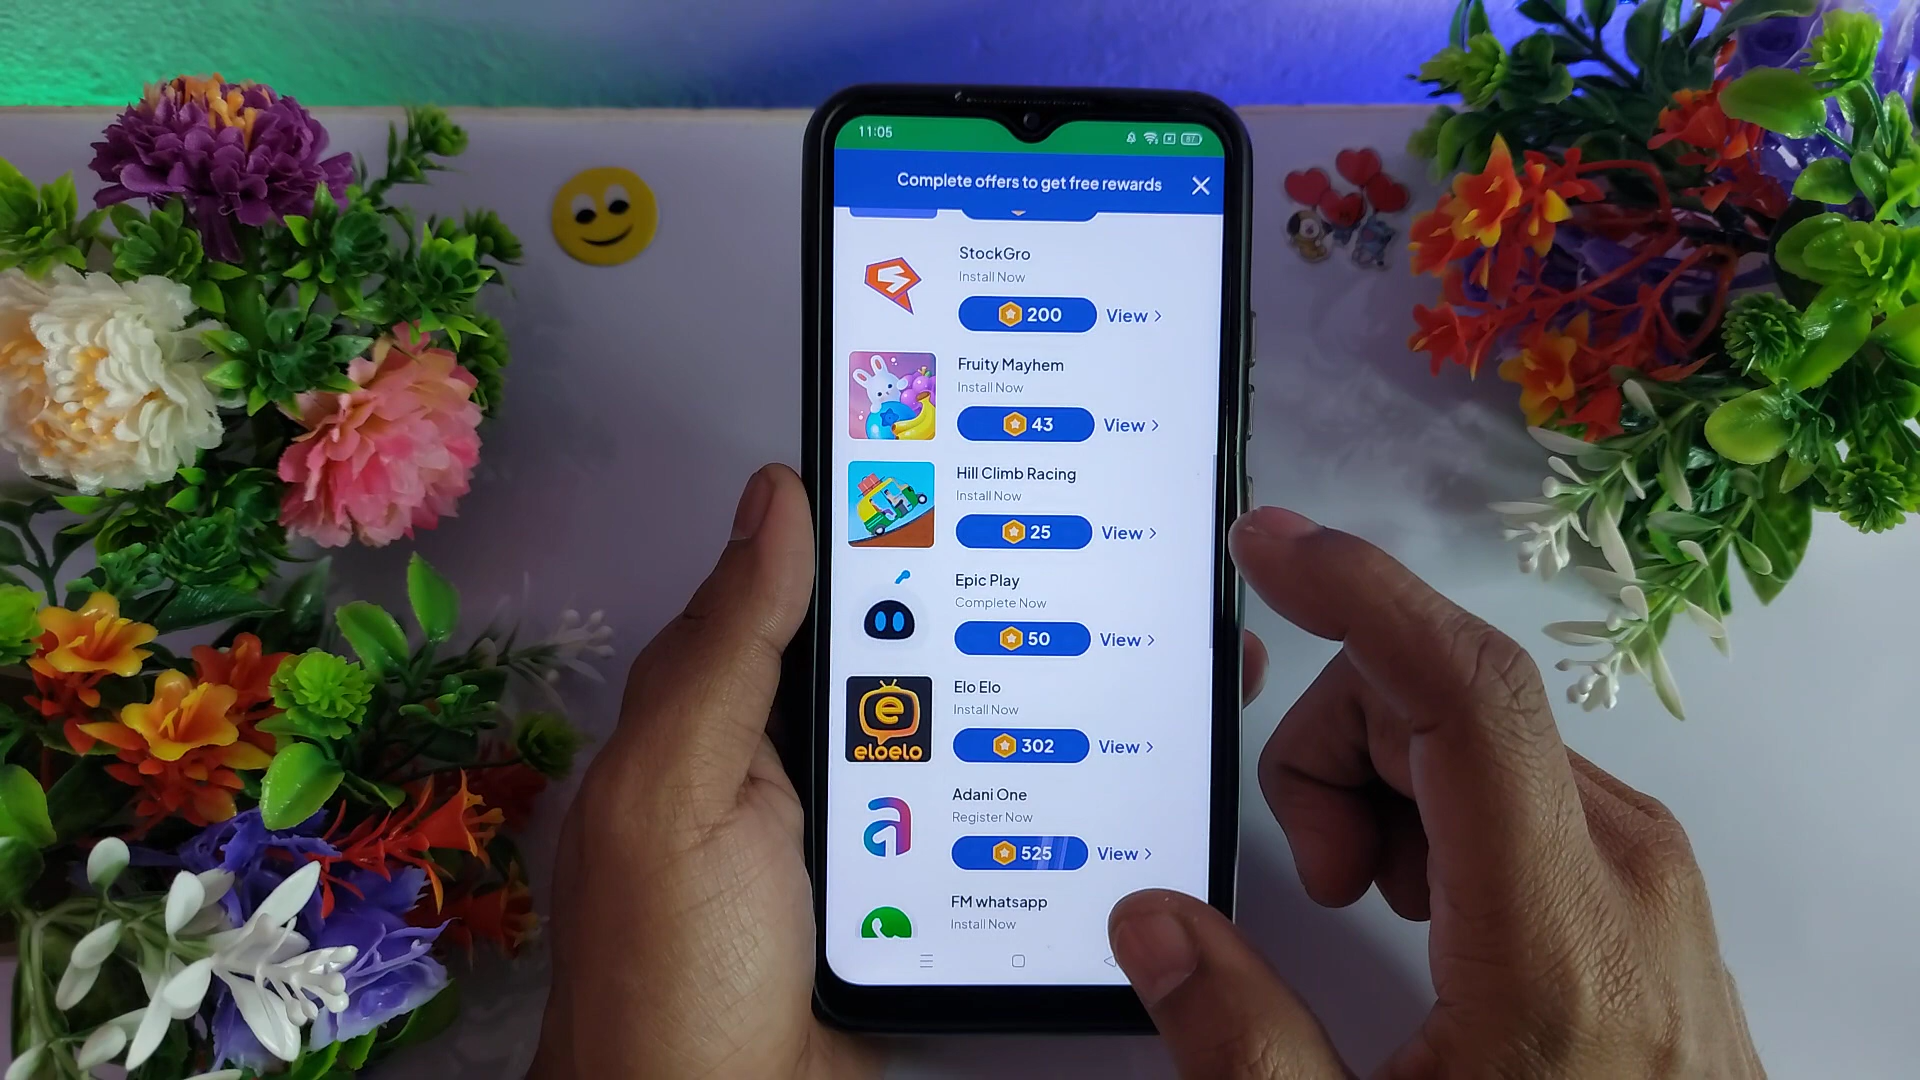 11:05
87
Complete offers to get free rewards
StockGro
Install Now
200
View >
Fruity Mayhem
Install Now
43
View >
Hill Climb Racing
Install Now
25
View >
Epic Play
Complete Now
50
View >
Elo Elo
Install Now
302
View >
e
eloelo
Adani One
Register Now
525
View >
FM whatsapp
Install Now